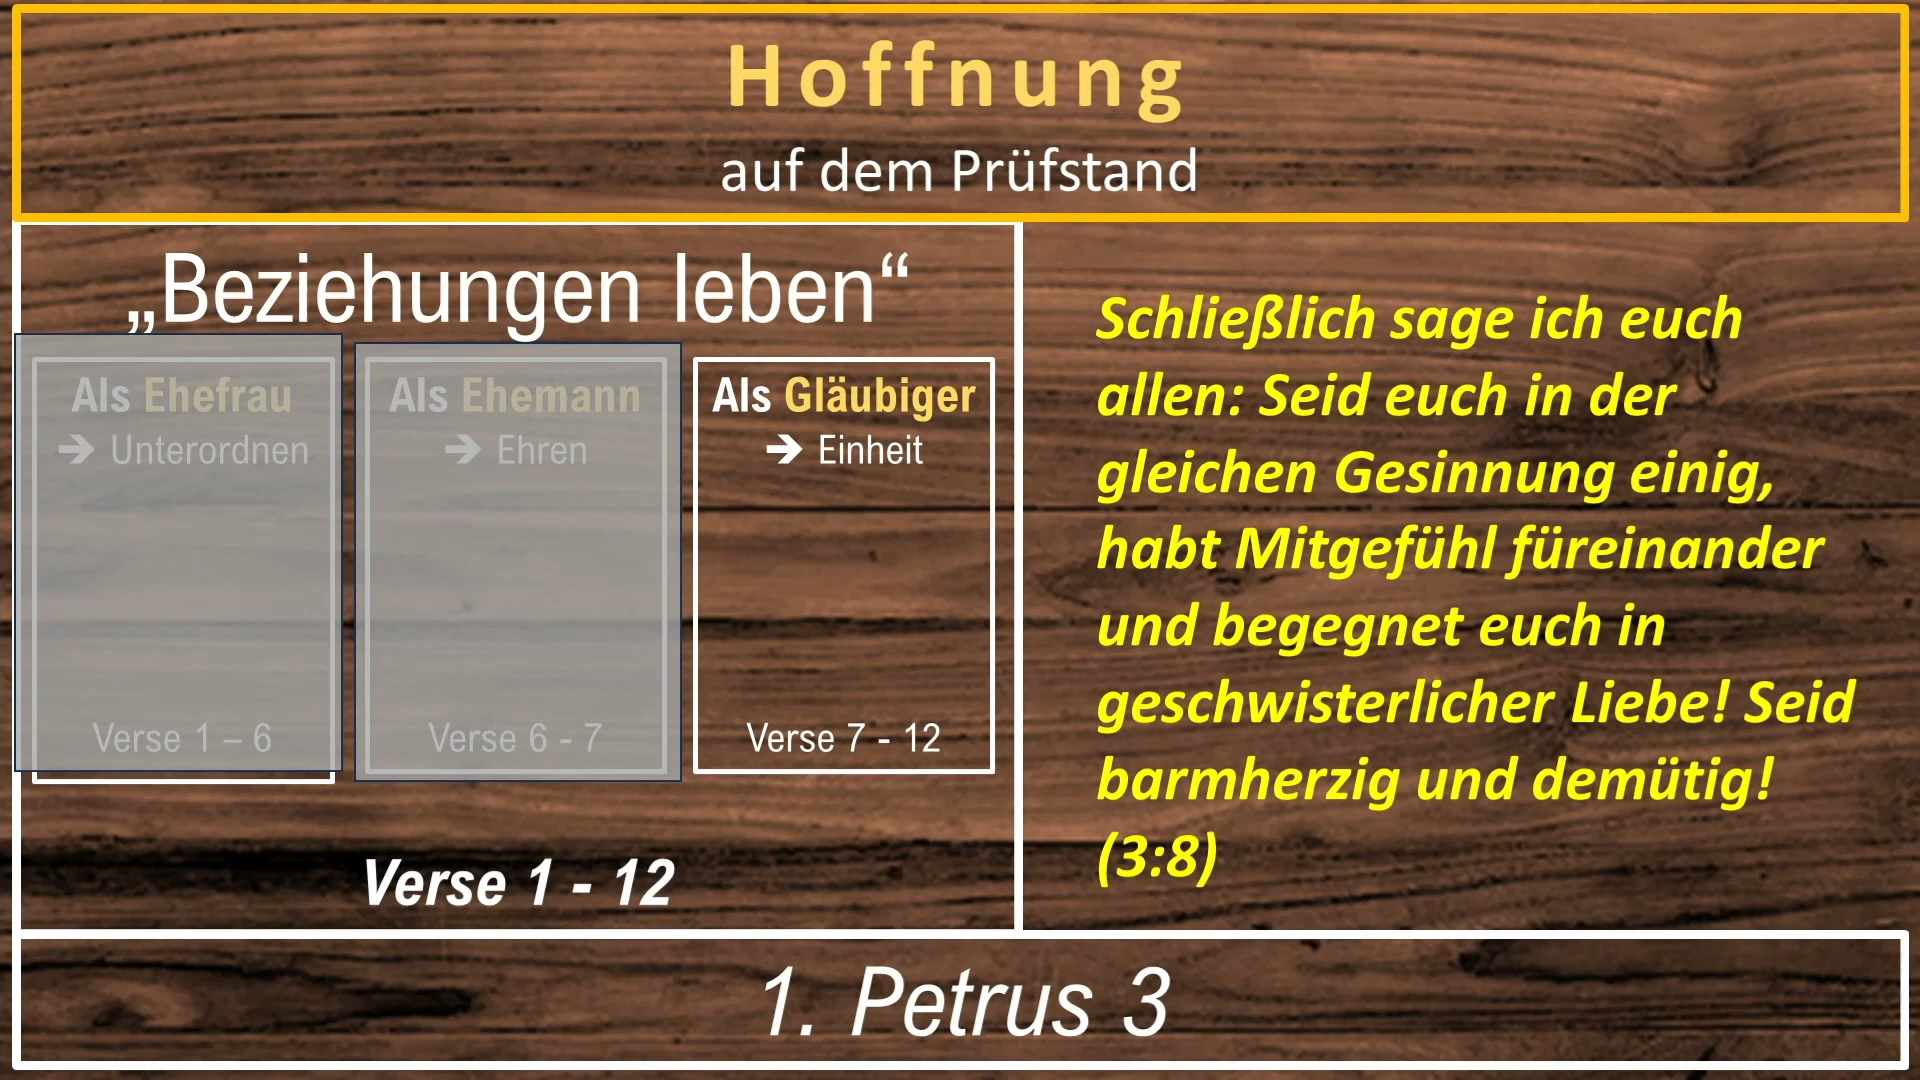 Hoffnung
auf dem Prüfstand
„Beziehungen leben“
Als Ehefrau
➔ Unterordnen
Verse 1 – 6
Als Ehemann
➔ Ehren
Verse 6 - 7
Als Gläubiger
➔ Einheit
Verse 7 - 12
Verse 1 - 12
Schließlich sage ich euch
allen: Seid euch in der
gleichen Gesinnung einig,
habt Mitgefühl füreinander
und begegnet euch in
geschwisterlicher Liebe! Seid
barmherzig und demütig!
(3:8)
1. Petrus 3